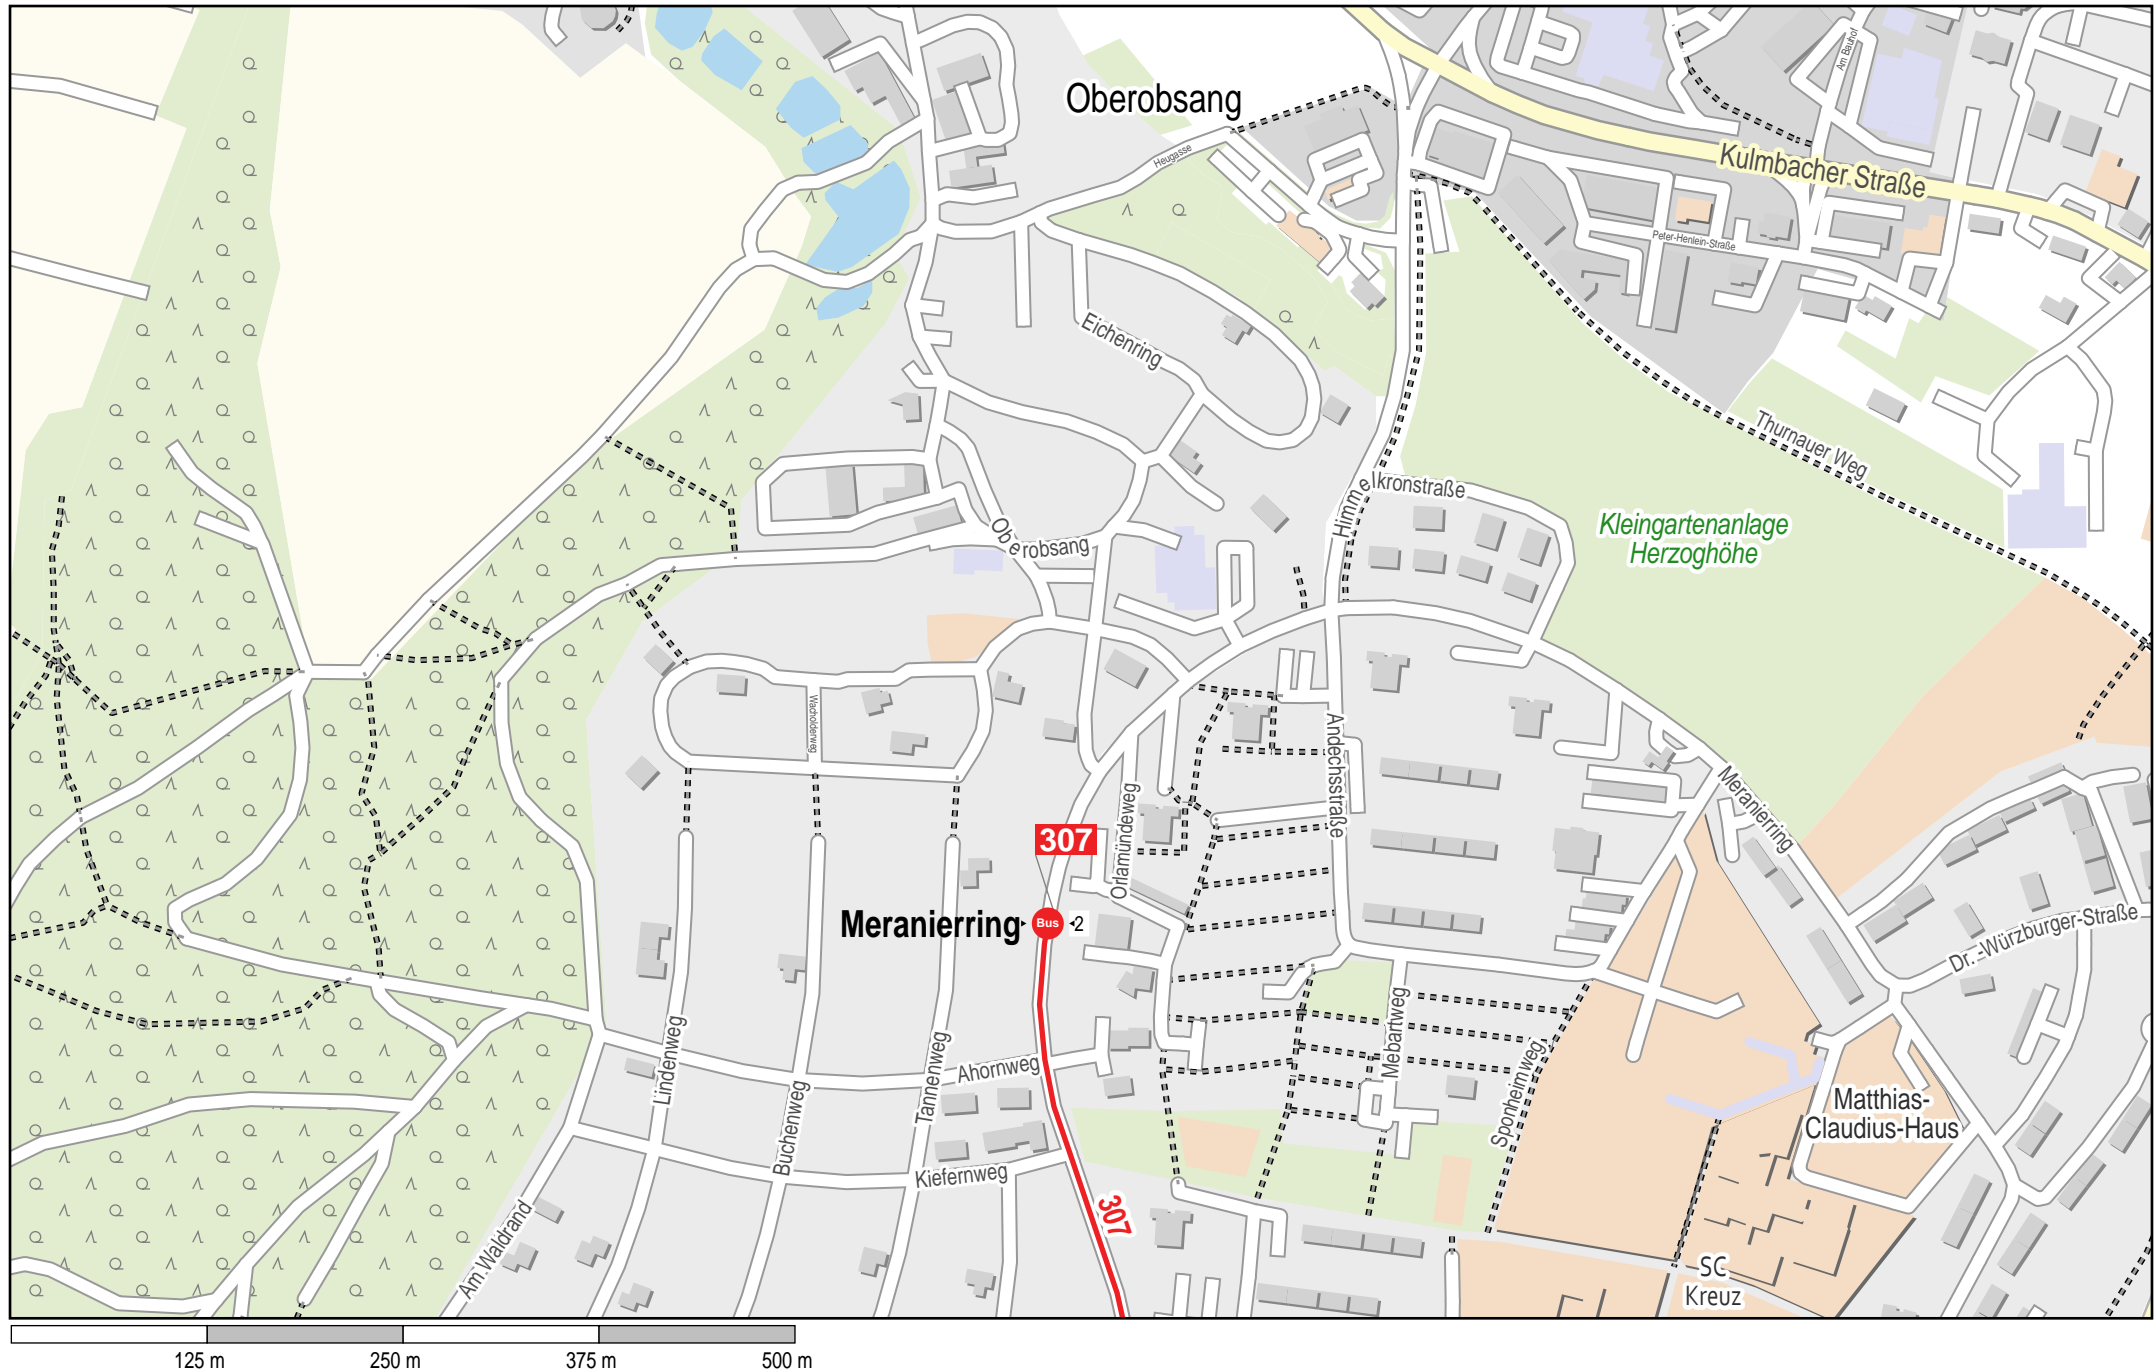 Am Bauhof
Oberobsang
Heugasse
Kulmbacher Straße
Peter-Henlein-Straße
Eichenring
Thurnauer Weg
Himmelkronstraße
Kleingartenanlage
Herzoghöhe
Oberobsang
Wacholderweg
Andechsstraße
Meranierring
Orlamündeweg
307
Meranierring
Bus
2
Dr.-Würzburger-Straße
Lindenweg
Buchenweg
Tannenweg
Ahornweg
Mebartweg
Sponheimweg
Matthias-
Claudius-Haus
Kiefernweg
Am Waldrand
307
SC
Kreuz
125 m
250 m
375 m
500 m